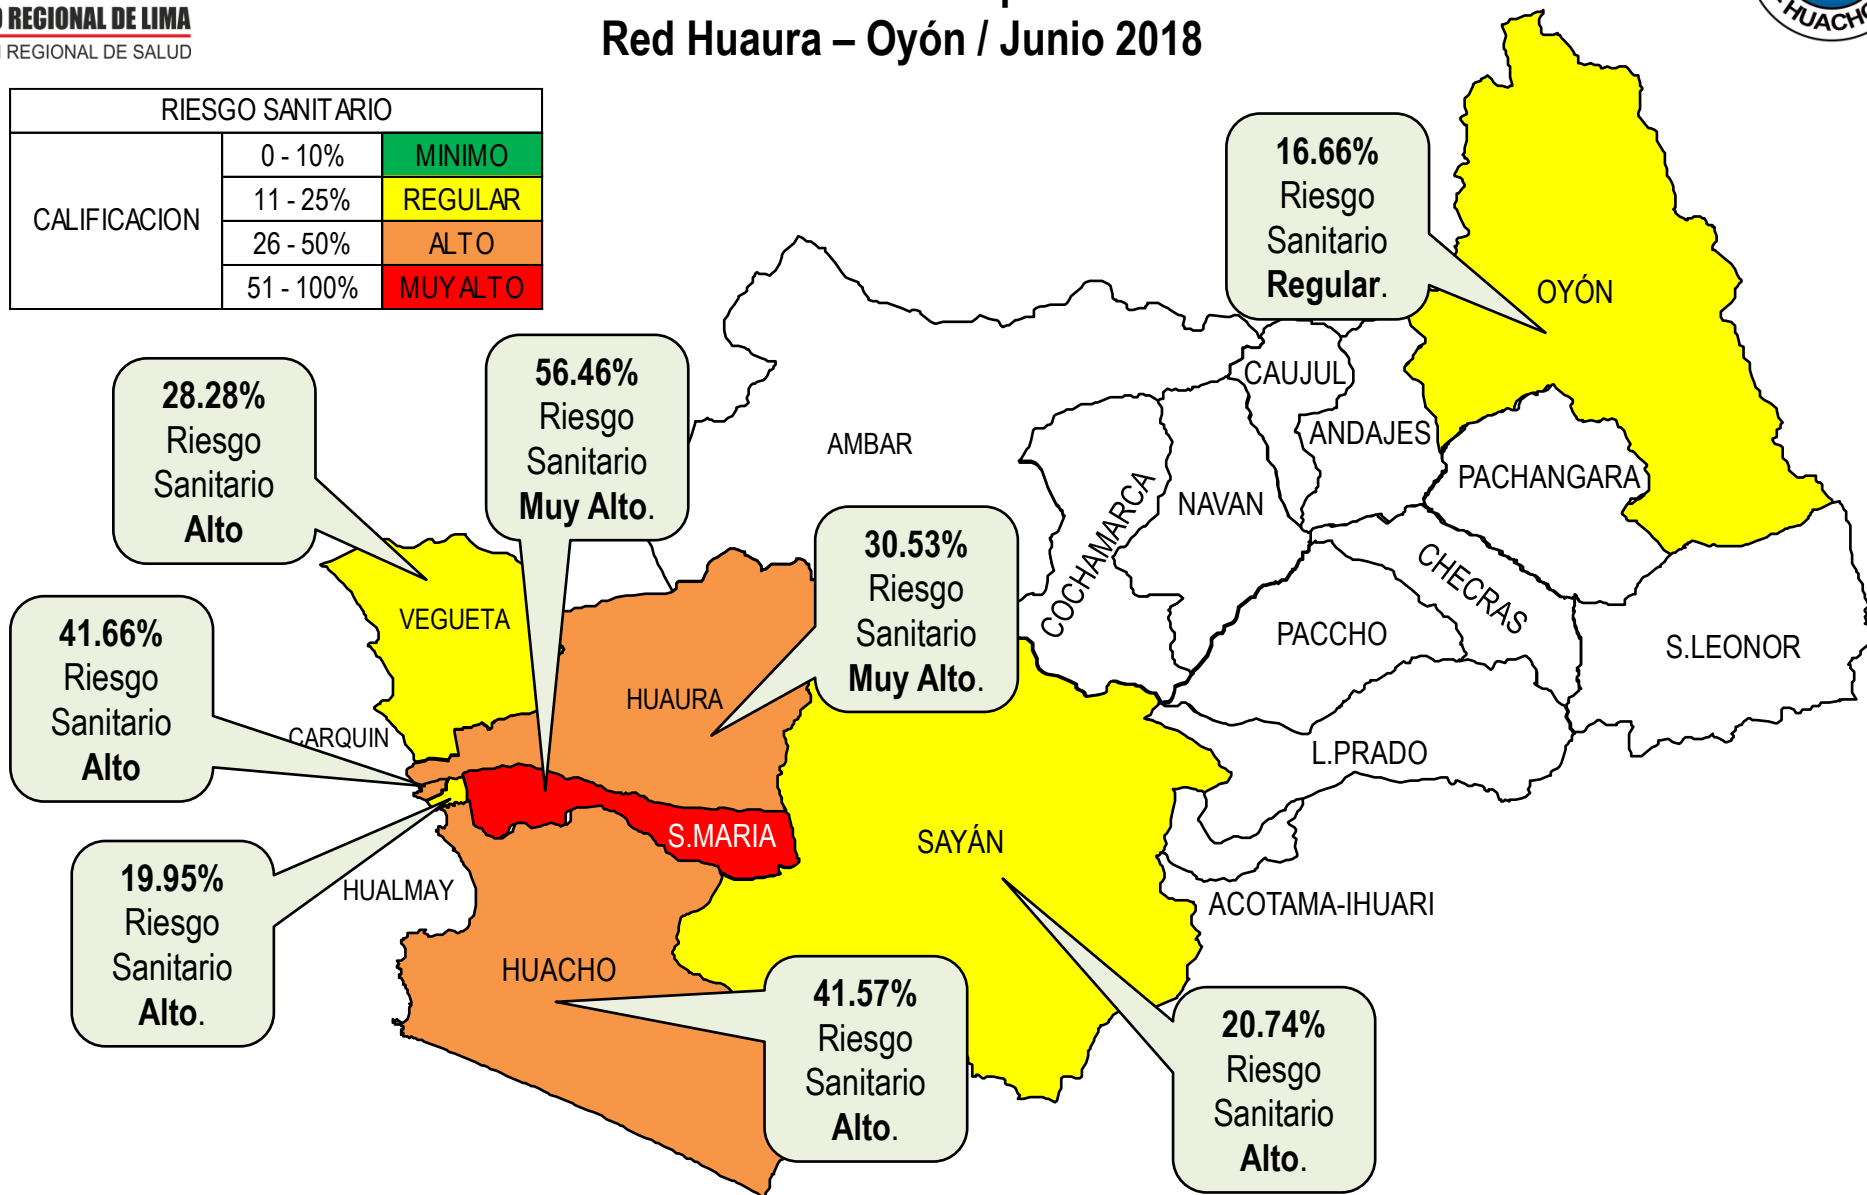 REGIONAL DE LIMA
REGIONAL DE SALUD
Red Huaura – Oyón / Junio 2018
HUACHO
RIESGO SANITARIO
CALIFICACION
0 - 10% MINIMO
11 - 25% REGULAR
26 - 50% ALTO
51 - 100% MUY ALTO
16.66%
Riesgo
Sanitario
Regular.
OYÓN
28.28%
Riesgo
Sanitario
Alto
56.46%
Riesgo
Sanitario
Muy Alto.
CAUJUL
ANDAJES
AMBAR
PACHANGARA
NAVAN
COCHAMARCA
30.53%
Riesgo
Sanitario
Muy Alto.
CHECRAS
VEGUETA
PACCHO
S.LEONOR
41.66%
Riesgo
Sanitario
Alto
HUAURA
CARQUIN
L.PRADO
S.MARIA
SAYÁN
19.95%
Riesgo
Sanitario
Alto.
HUALMAY
ACOTAMA-IHUARI
HUACHO
41.57%
Riesgo
Sanitario
Alto.
20.74%
Riesgo
Sanitario
Alto.